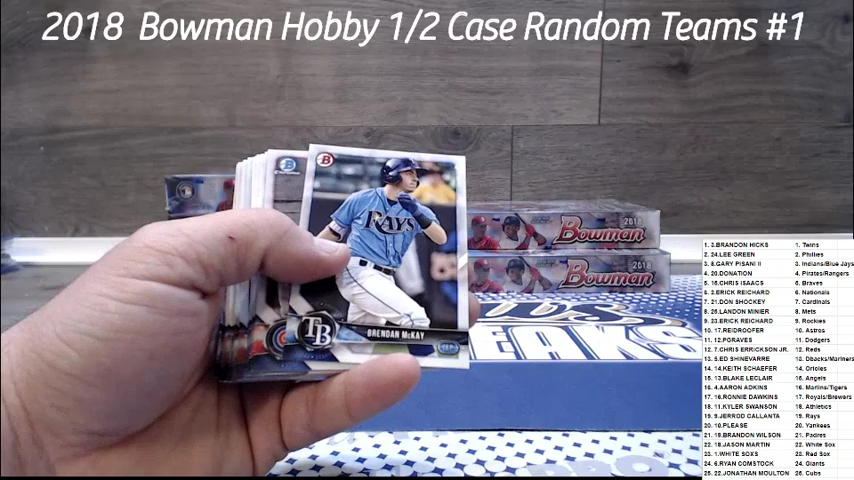 2018 Bowman Hobby 1/2 Case Random Teams #1
B
RAYS
TB
BRENDAN McKAY
2018
Bowman
2018
Bowman
EAKS
1. 3.BRANDON HICKS 1. Twins
2. 24.LEE GREEN 2. Phillies
3. 8.GARY PISANI II 3. Indians/Blue Jays
4. 20.DONATION 4. Pirates/Rangers
5. 15.CHRIS ISAACS 5. Braves
6. 2.ERICK REICHARD 6. Nationals
7. 21.DON SHOCKEY 7. Cardinals
8. 26.LANDON MINIER 8. Mets
9. 23.ERICK REICHARD 9. Rockies
10. 17.REIDROOFER 10. Astros
11. 12.PGRAVES 11. Dodgers
12. 7.CHRIS ERRICKSON JR. 12. Reds
13. 5.ED SHINEVARRE 13. Dbacks/Mariners
14. 14.KEITH SCHAEFER 14. Orioles
15. 13.BLAKE LECLAIR 15. Angels
16. 4.AARON ADKINS 16. Marlins/Tigers
17. 16.RONNIE DAWKINS 17. Royals/Brewers
18. 11.KYLER SWANSON 18. Athletics
19. 9.JERROD CALLANTA 19. Rays
20. 10.PLEASE 20. Yankees
21. 19.BRANDON WILSON 21. Padres
22. 18.JASON MARTIN 22. White Sox
23. 1.WHITE SOXS 23. Red Sox
24. 6.RYAN COMSTOCK 24. Giants
25. 22.JONATHAN MOULTON 26. Cubs